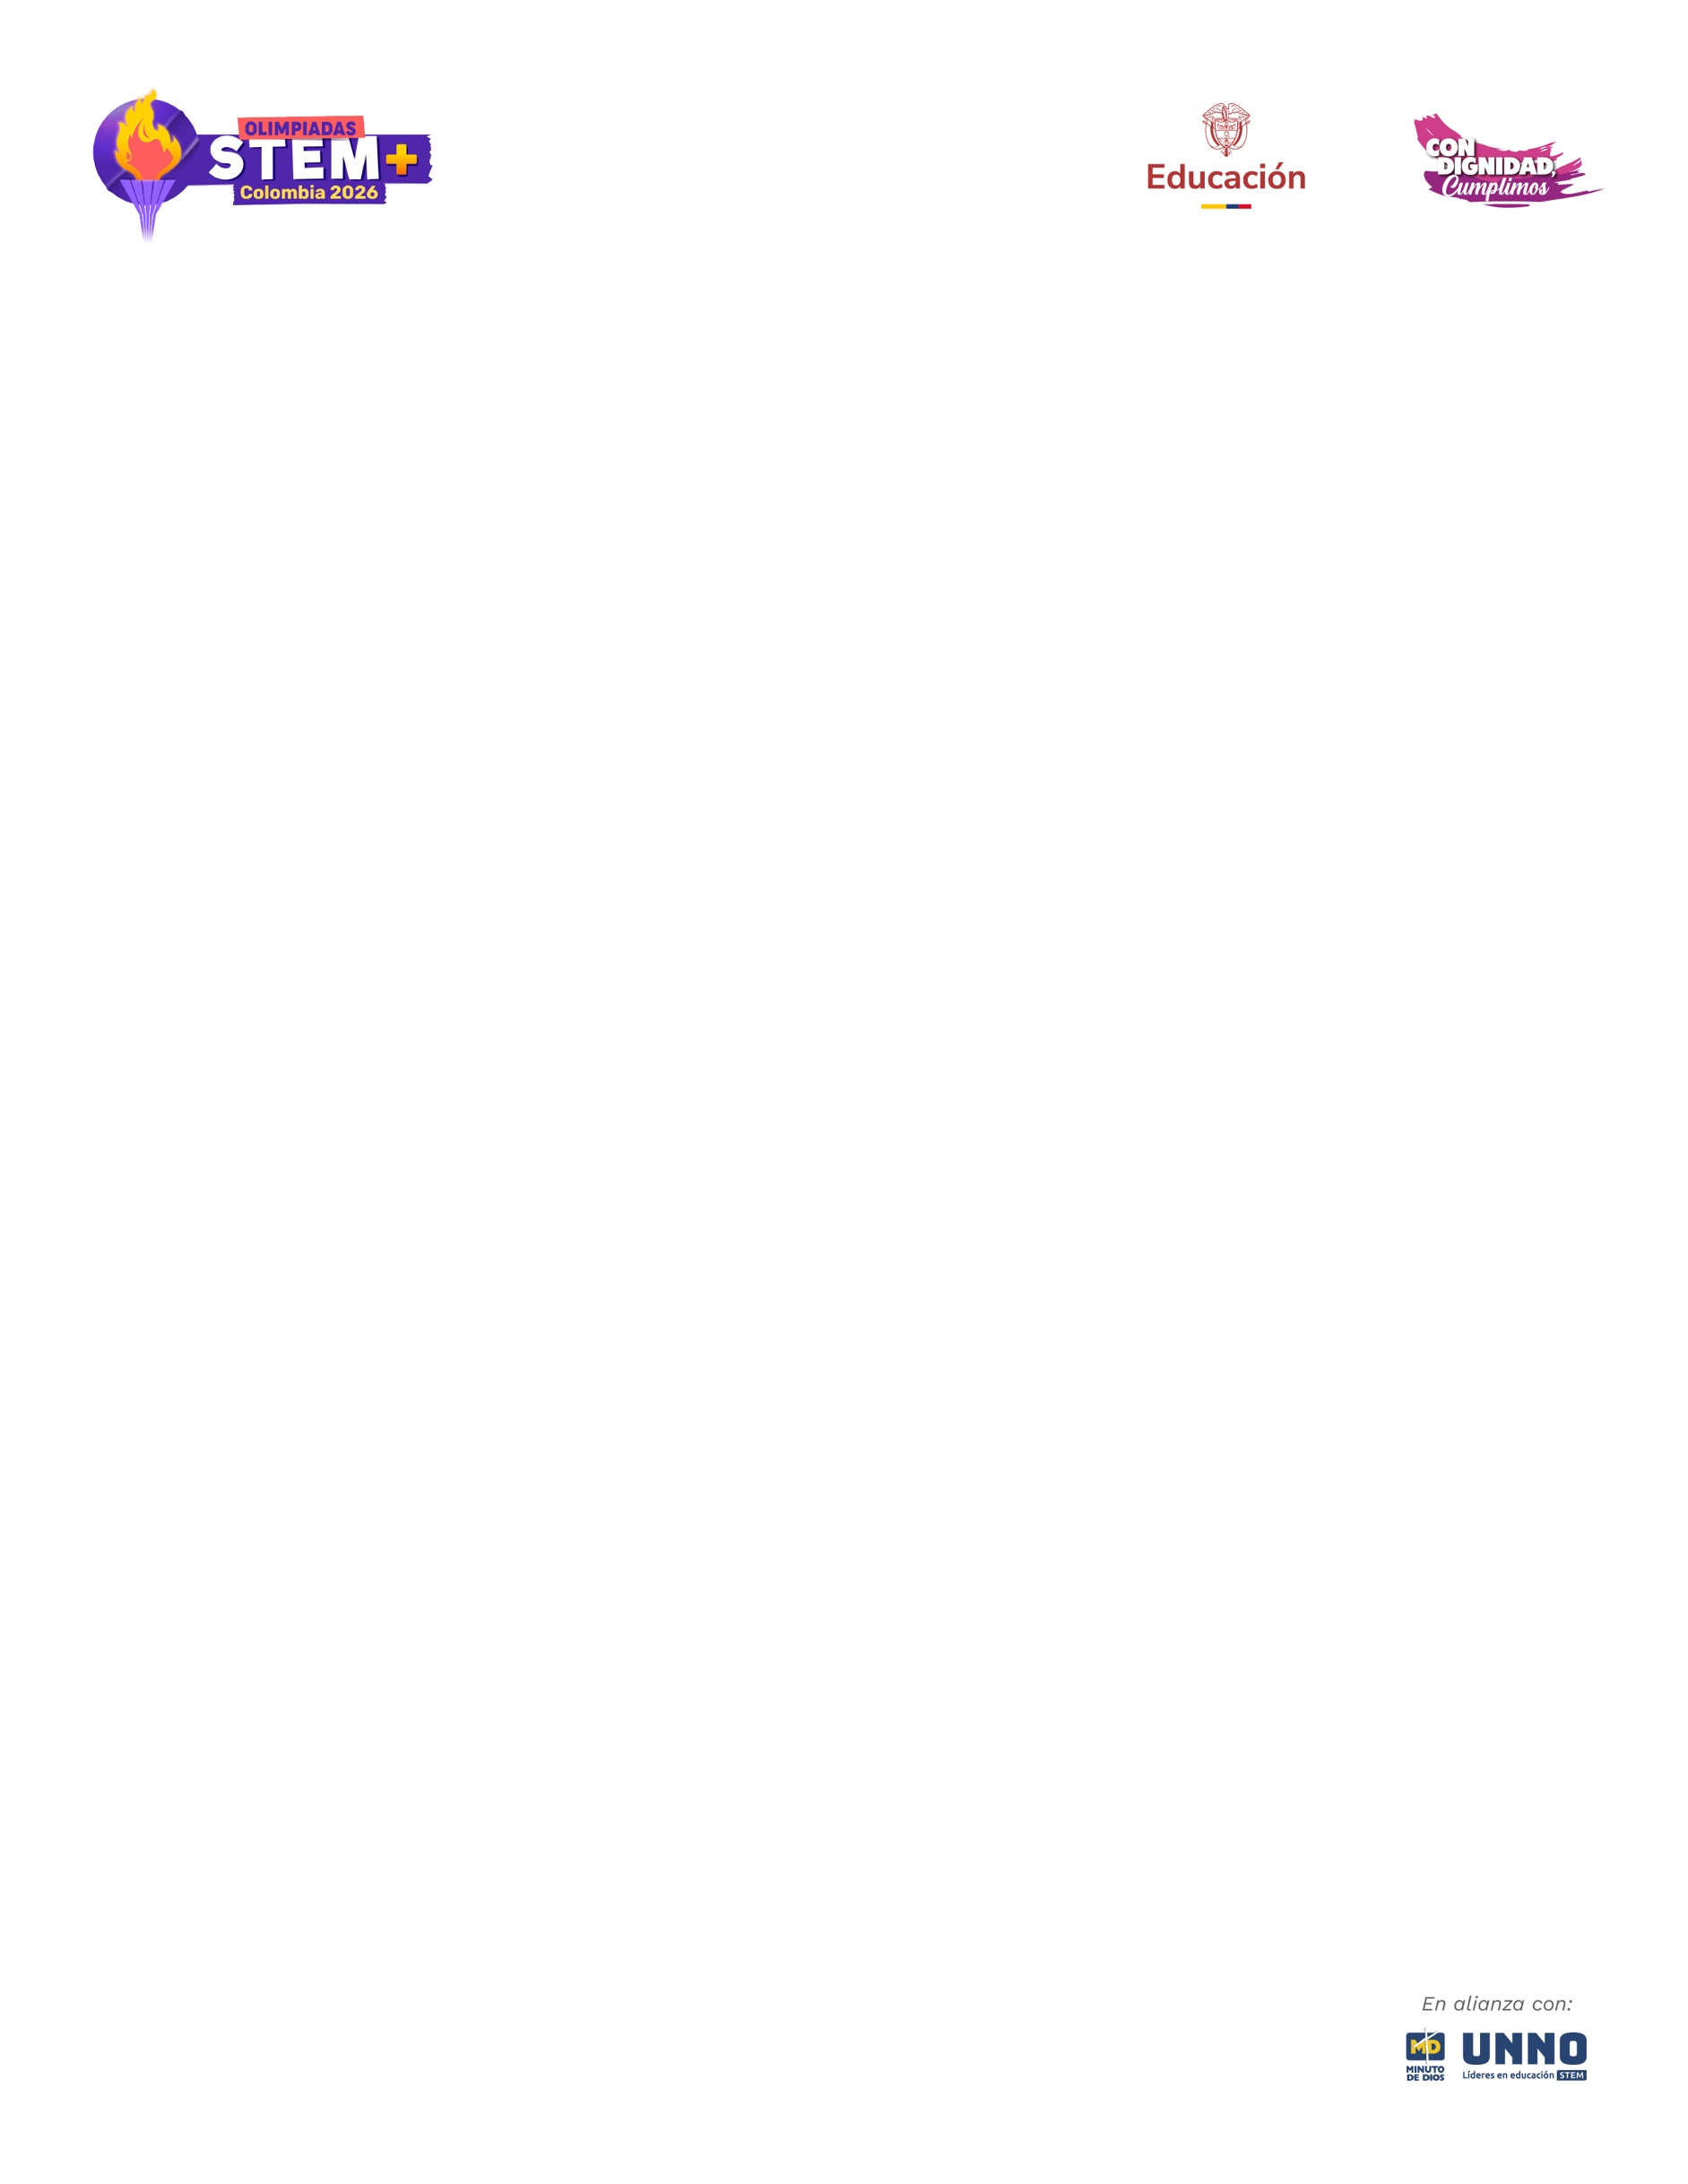 OLIMPIADAS
STEM+
Colombia 2026
Educación
CON
DIGNIDAD,
Cumplimos
En alianza con:
MD
MINUTO
DE DIOS
UNNO
Líderes en educación STEM